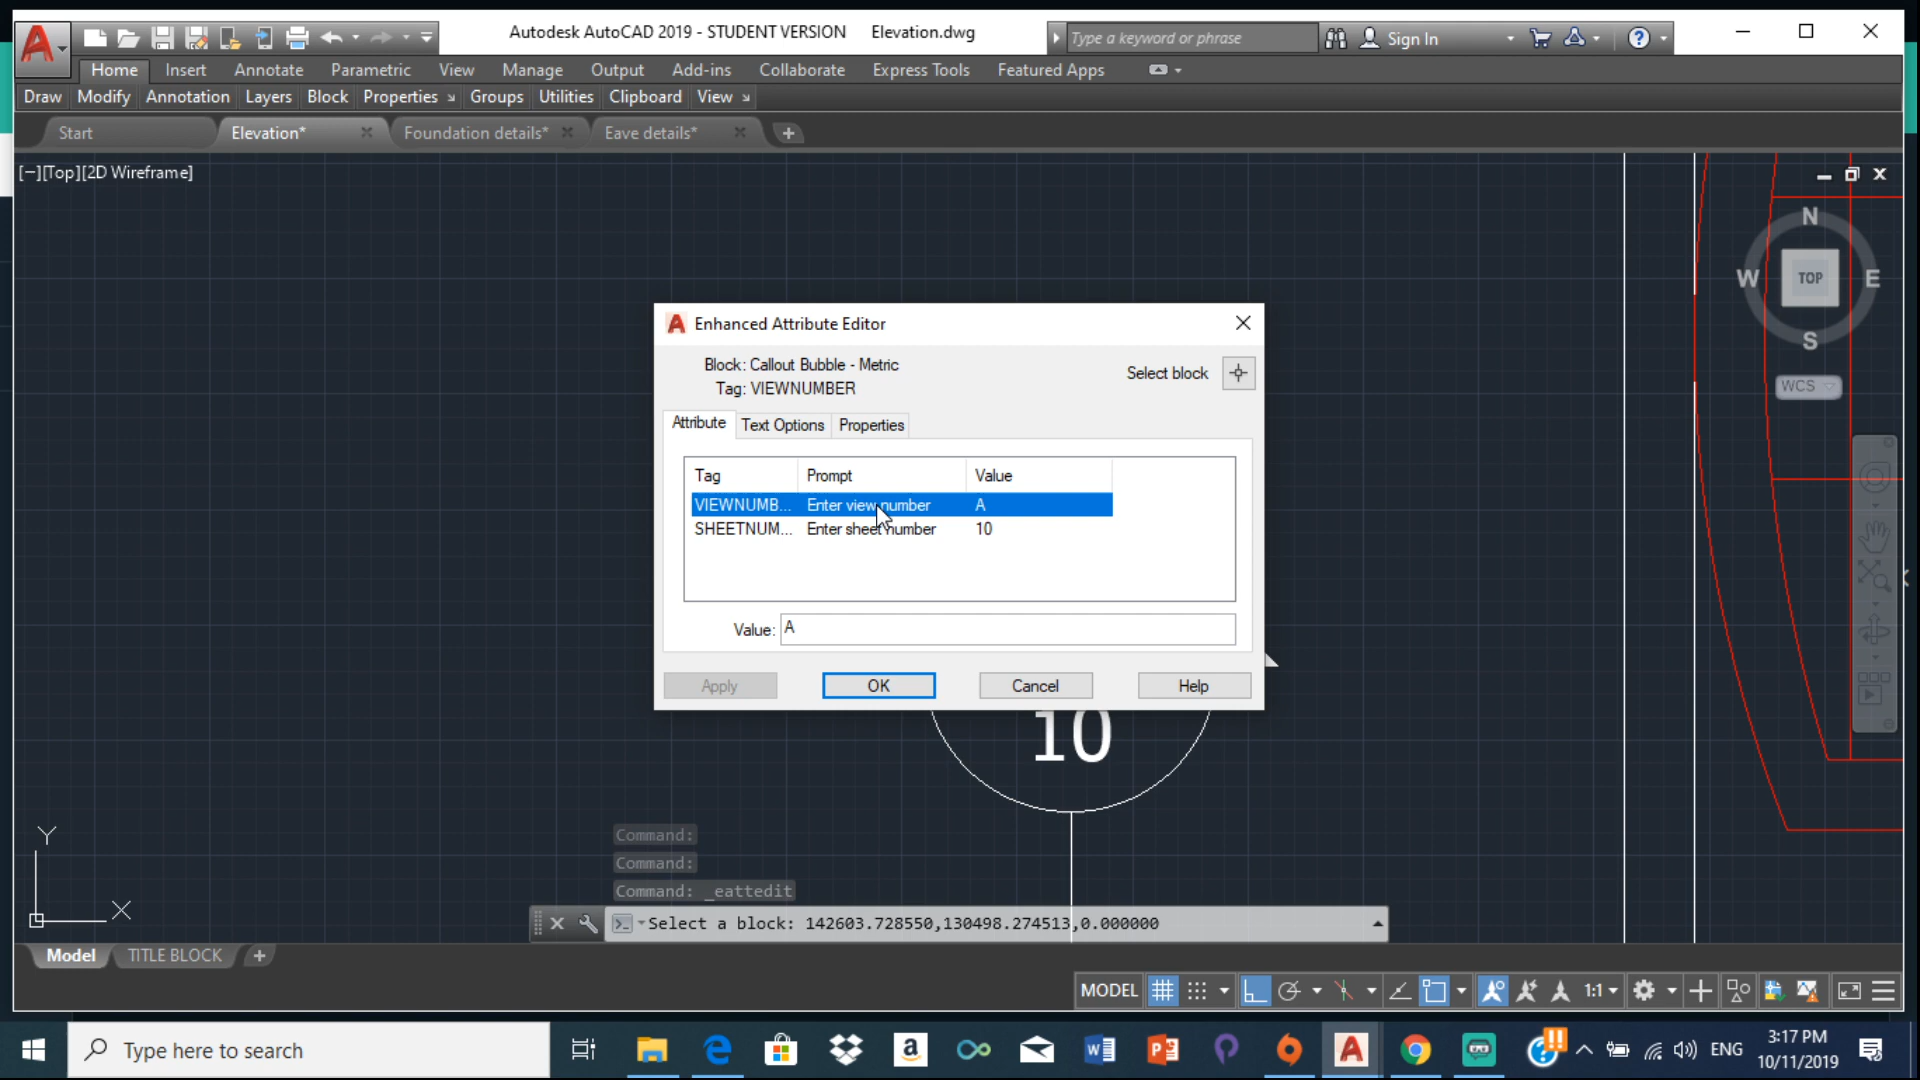 Autodesk AutoCAD 2019 - STUDENT VERSION Elevation.dwg
Type a keyword or phrase
Sign In
Home Insert Annotate Parametric View Manage Output Add-ins Collaborate Express Tools Featured Apps
Draw Modify Annotation Layers Block Properties Groups Utilities Clipboard View
Start Elevation* Foundation details* Eave details*
[−][Top][2D Wireframe]
N
W TOP E
S
WCS
Enhanced Attribute Editor
Block: Callout Bubble - Metric
Tag: VIEWNUMBER
Select block
Attribute Text Options Properties
Tag Prompt Value
VIEWNUMB... Enter view number A
SHEETNUM... Enter sheet number 10
Value: A
Apply OK Cancel Help
10
Y
X
Command:
Command:
Command: _eattedit
Select a block: 142603.728550,130498.274513,0.000000
Model TITLE BLOCK
MODEL 1:1
Type here to search
ENG
3:17 PM
10/11/2019